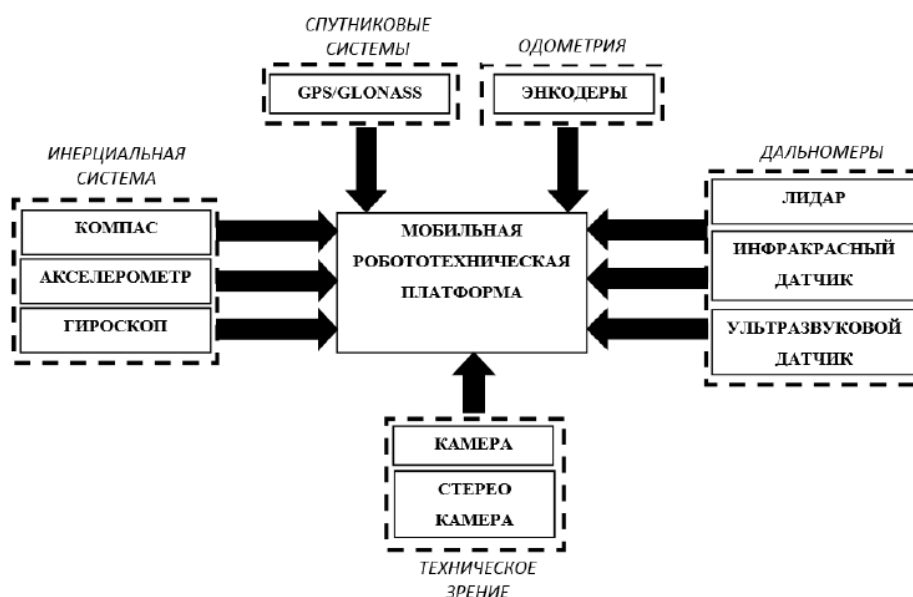 СПУТНИКОВЫЕ
СИСТЕМЫ
GPS/GLONASS
ОДОМЕТРИЯ
ЭНКОДЕРЫ
ИНЕРЦИАЛЬНАЯ
СИСТЕМА
КОМПАС
АКСЕЛЕРОМЕТР
ГИРОСКОП
МОБИЛЬНАЯ
РОБОТОТЕХНИЧЕСКАЯ
ПЛАТФОРМА
ДАЛЬНОМЕРЫ
ЛИДАР
ИНФРАКРАСНЫЙ
ДАТЧИК
УЛЬТРАЗВУКОВОЙ
ДАТЧИК
КАМЕРА
СТЕРЕО
КАМЕРА
ТЕХНИЧЕСКОЕ
ЗРЕНИЕ